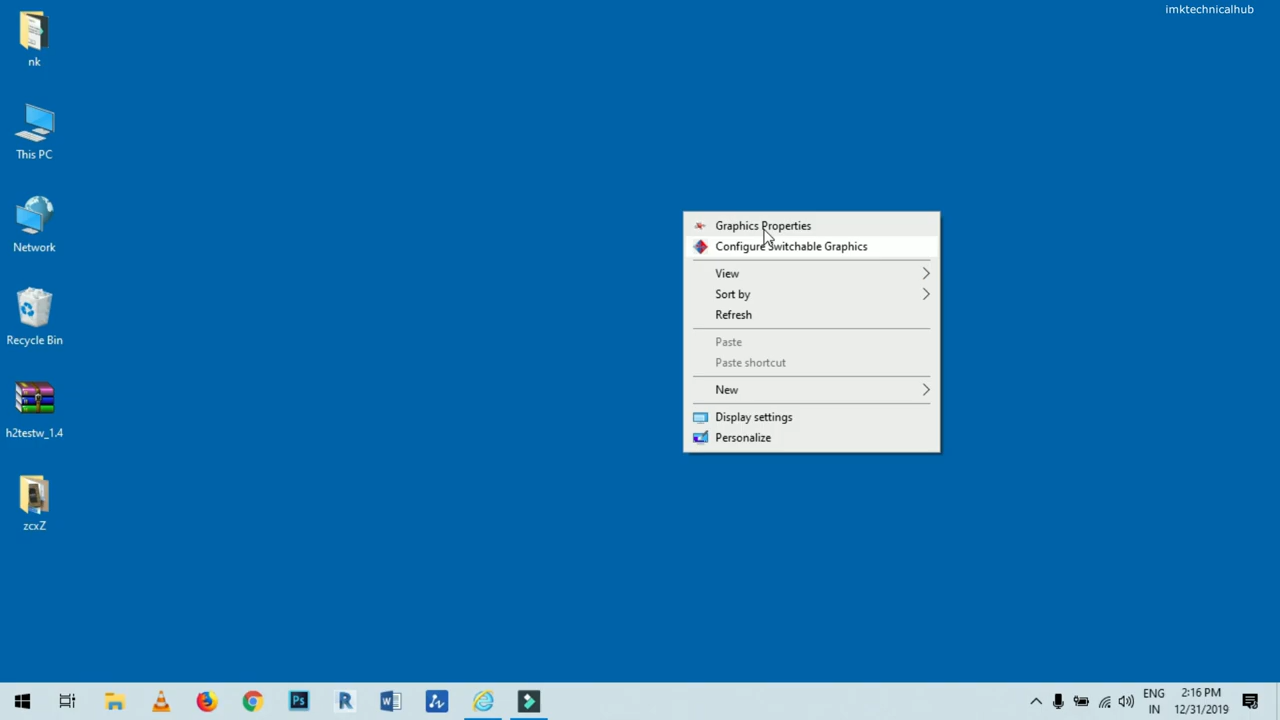 imktechnicalhub
nk
This PC
Network
Recycle Bin
h2testw_1.4
zcxZ
Graphics Properties
Configure Switchable Graphics
View
Sort by
Refresh
Paste
Paste shortcut
New
Display settings
Personalize
Ps
R
W
ENG
IN
2:16 PM
12/31/2019